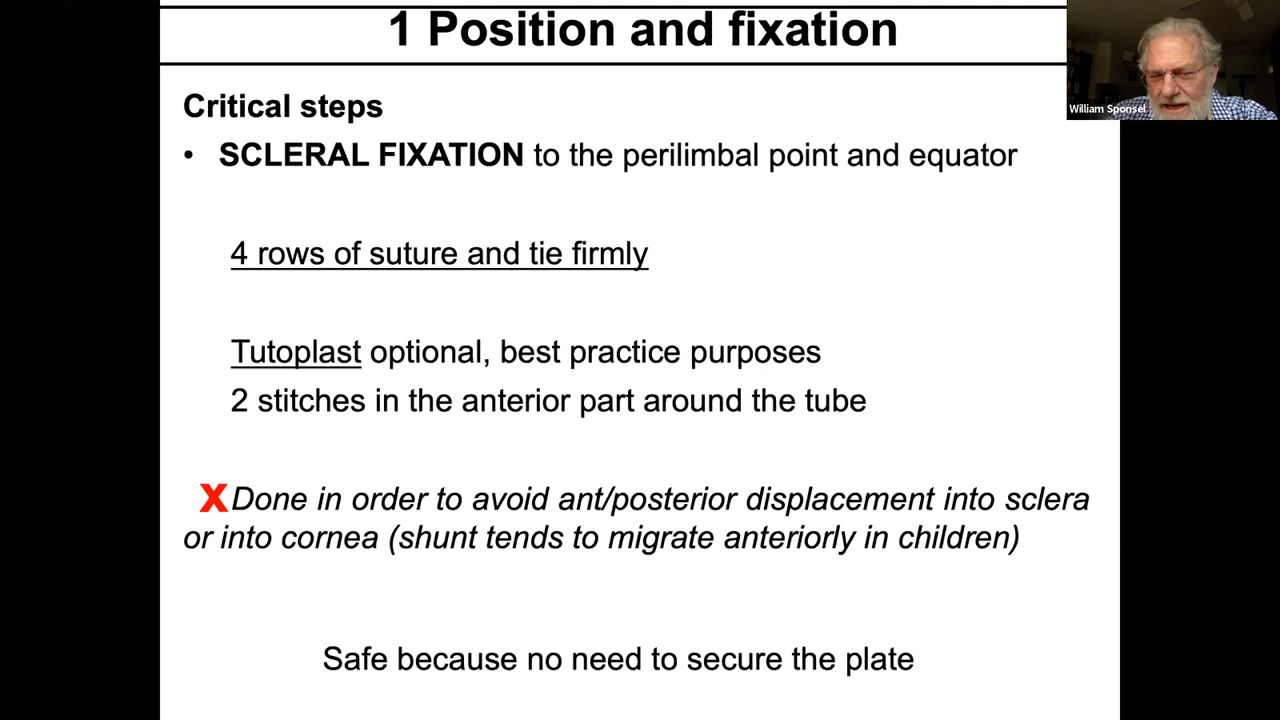 1 Position and fixation
William Sponsel
Critical steps
• SCLERAL FIXATION to the perilimbal point and equator
4 rows of suture and tie firmly
Tutoplast optional, best practice purposes
2 stitches in the anterior part around the tube
X Done in order to avoid ant/posterior displacement into sclera
or into cornea (shunt tends to migrate anteriorly in children)
Safe because no need to secure the plate